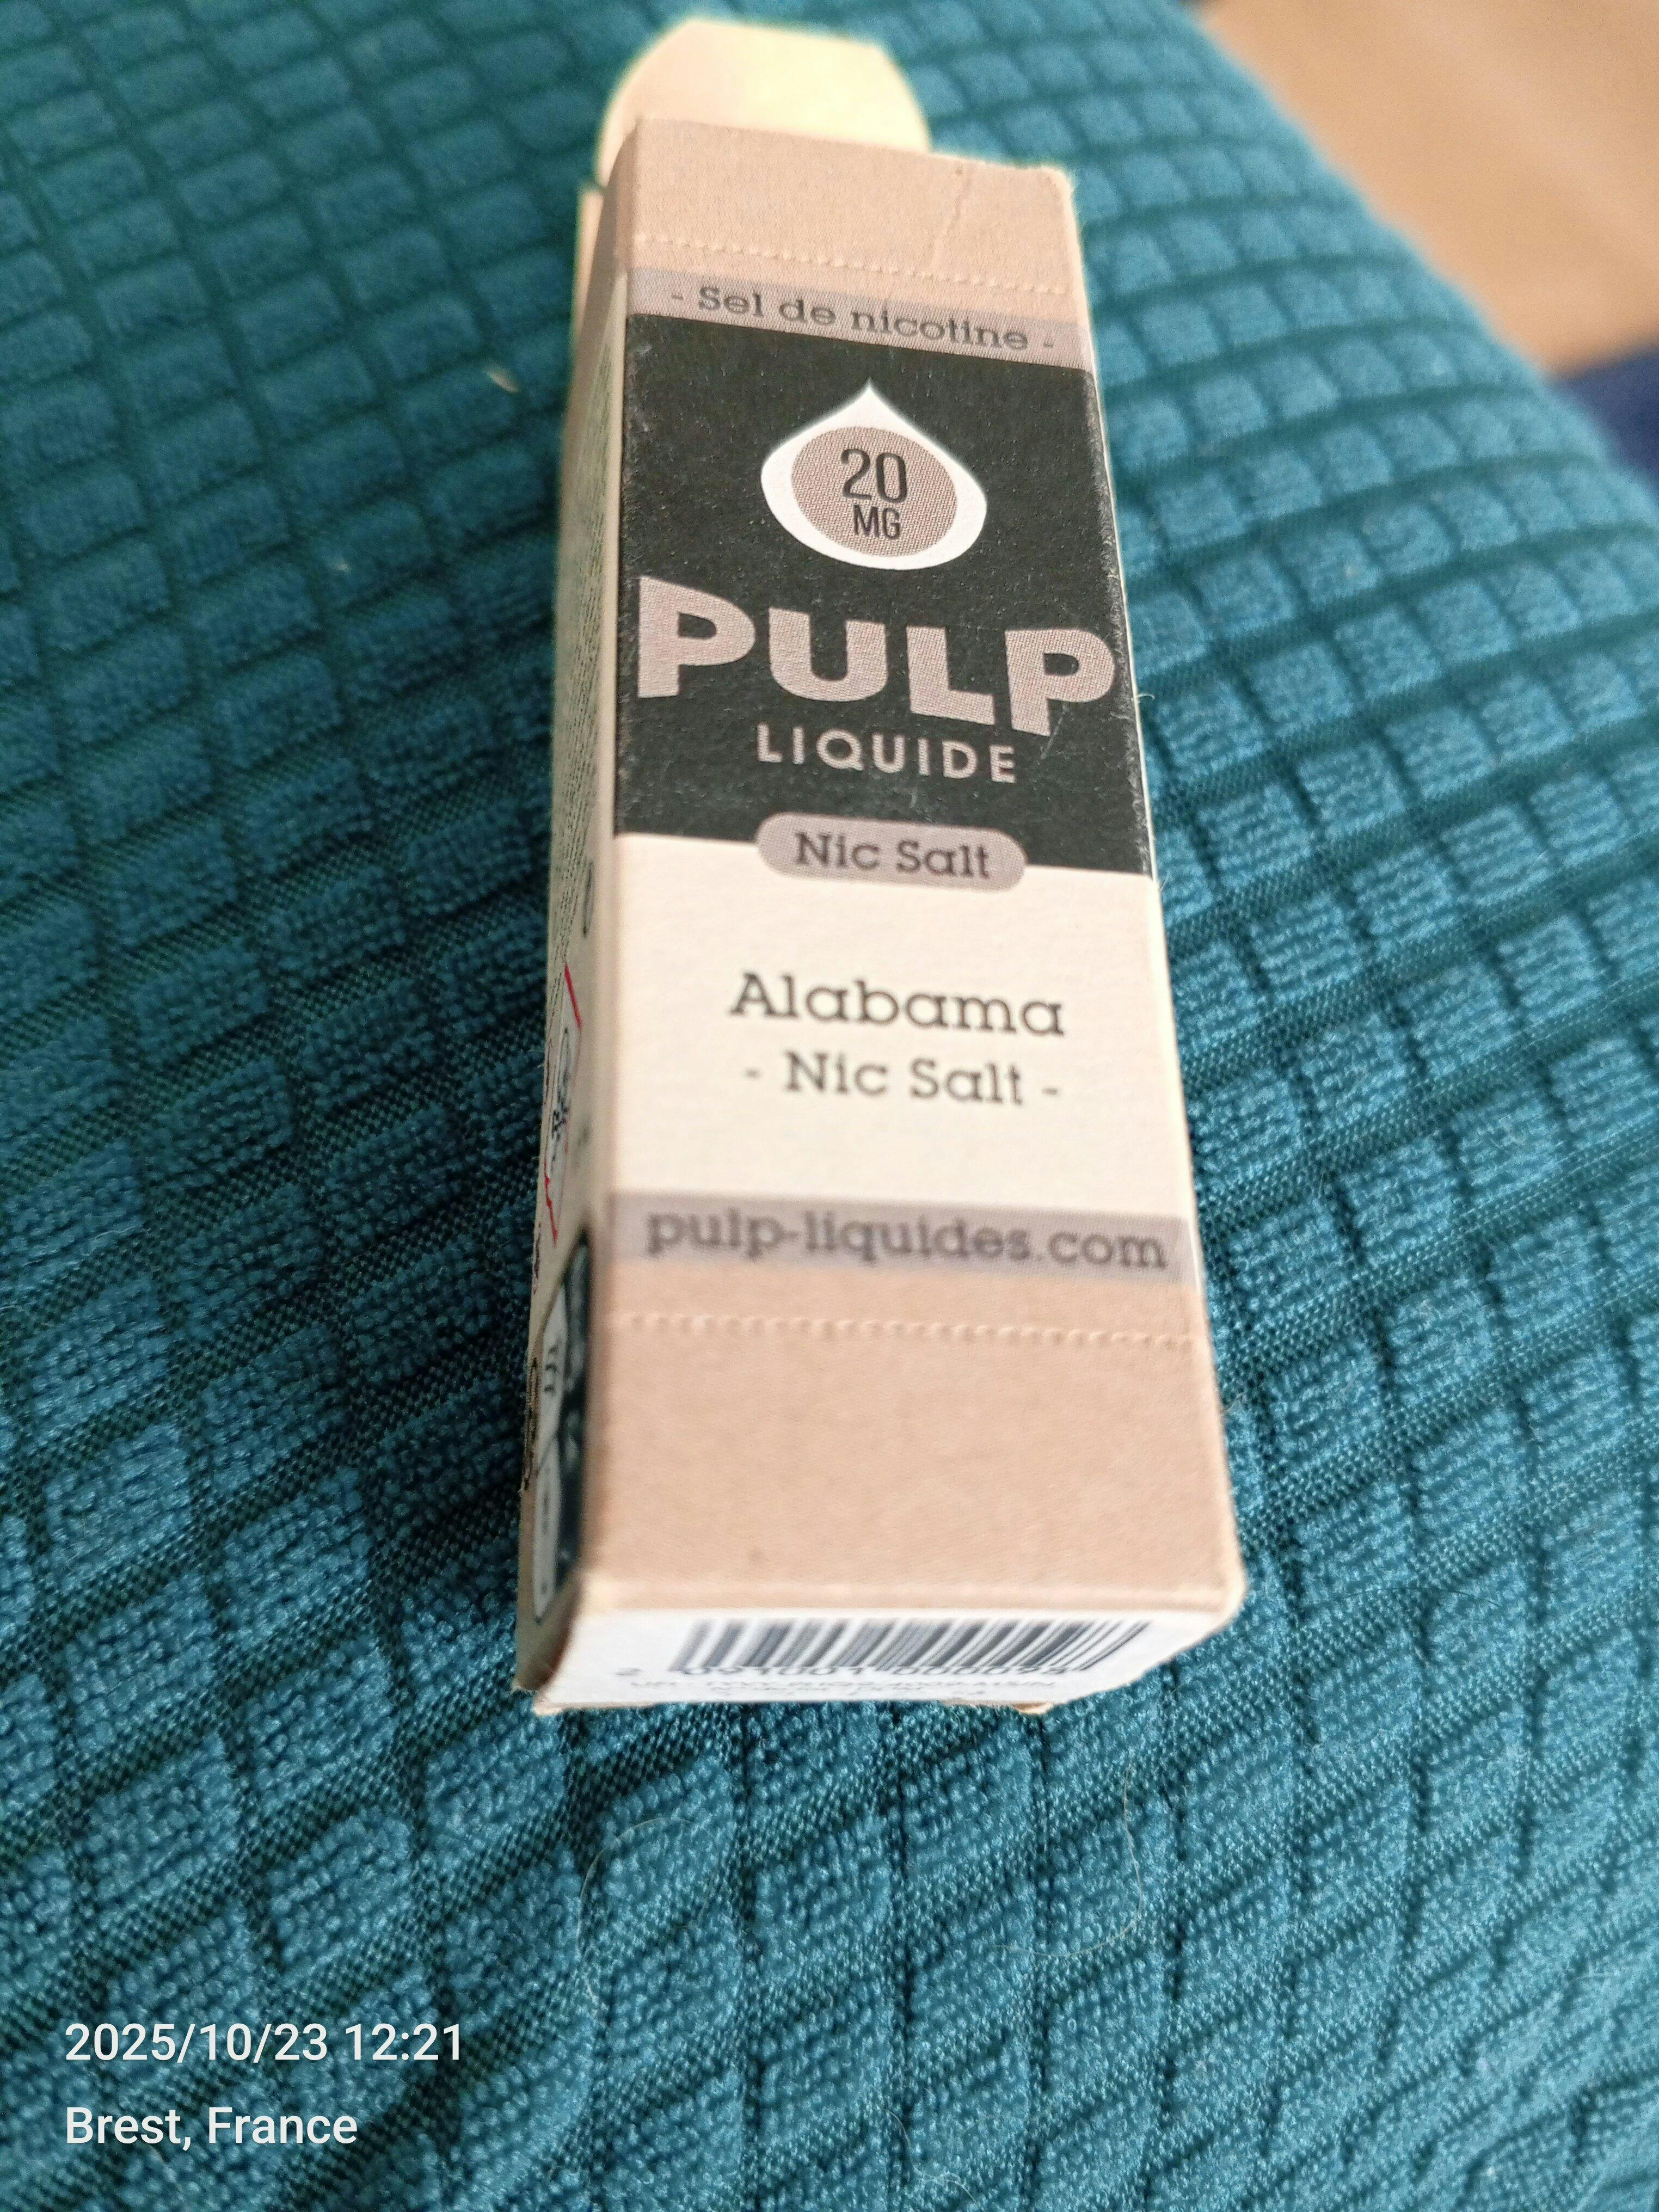 - Sel de nicotine -
20
MG
PULP
LIQUIDE
Nic Salt
Alabama
- Nic Salt -
pulp-liquides.com
2025/10/23 12:21
Brest, France